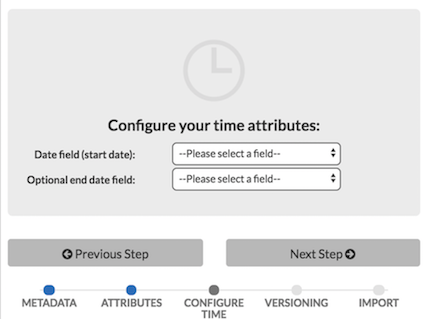 Configure your time attributes:
Date field (start date): --Please select a field--
Optional end date field: --Please select a field--
Previous Step Next Step
METADATA ATTRIBUTES CONFIGURE VERSIONING IMPORT
TIME